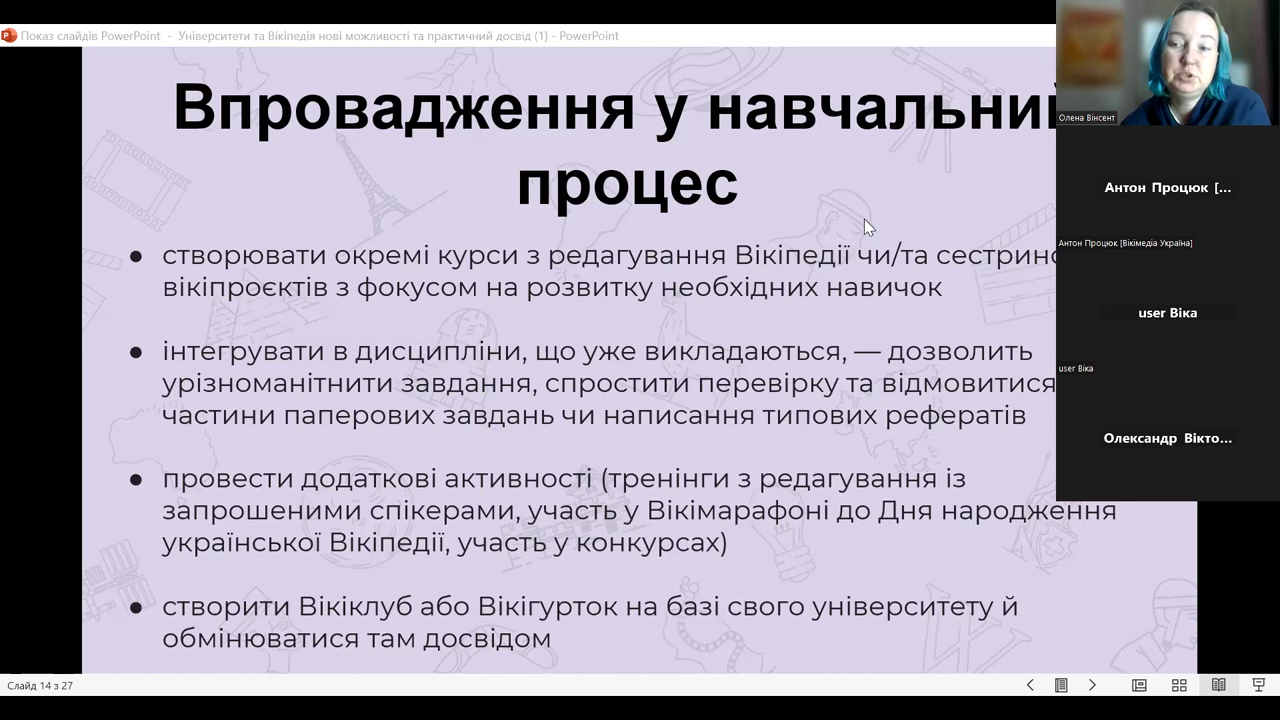 Показ слайдів PowerPoint - Університети та Вікіпедія нові можливості та практичний досвід (1) - PowerPoint
Впровадження у навчальний
процес
● створювати окремі курси з редагування Вікіпедії чи/та
вікіпроєктів з фокусом на розвитку необхідних навичок
● інтегрувати в дисципліни, що уже викладаються, — дозволить
урізноманітнити завдання, спростити перевірку та відмовитися
частини паперових завдань чи написання типових рефератів
● провести додаткові активності (тренінги з редагування із
запрошеними спікерами, участь у Вікімарафоні до Дня народження
української Вікіпедії, участь у конкурсах)
● створити Вікіклуб або Вікігурток на базі свого університету й
обмінюватися там досвідом
Олена Вінсент
Антон Процюк [...
Антон Процюк [Вікімедіа Україна]
user Віка
user Віка
Олександр Вікто...
Слайд 14 з 27